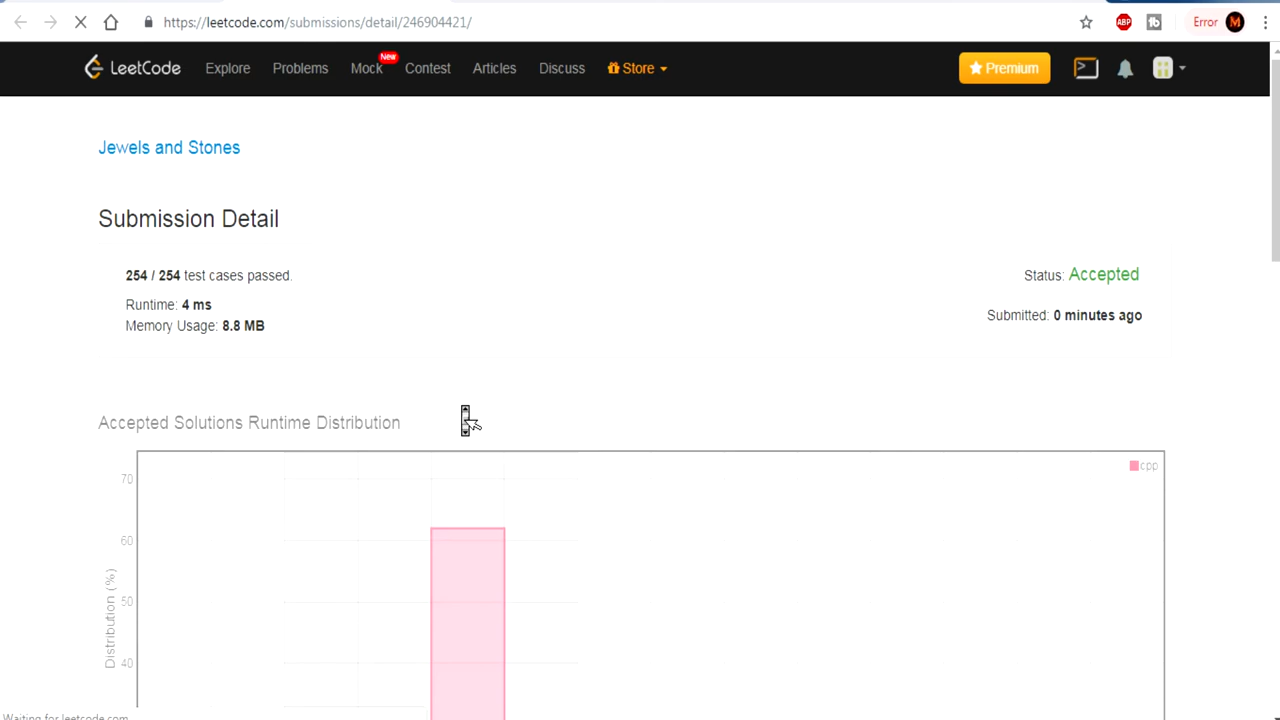 https://leetcode.com/submissions/detail/246904421/
ABP
Error M
LeetCode Explore Problems Mock New Contest Articles Discuss Store Premium
Jewels and Stones
Submission Detail
254 / 254 test cases passed.
Status: Accepted
Runtime: 4 ms
Submitted: 0 minutes ago
Memory Usage: 8.8 MB
Accepted Solutions Runtime Distribution
cpp
70
60
50
40
Distribution (%)
Waiting for leetcode.com